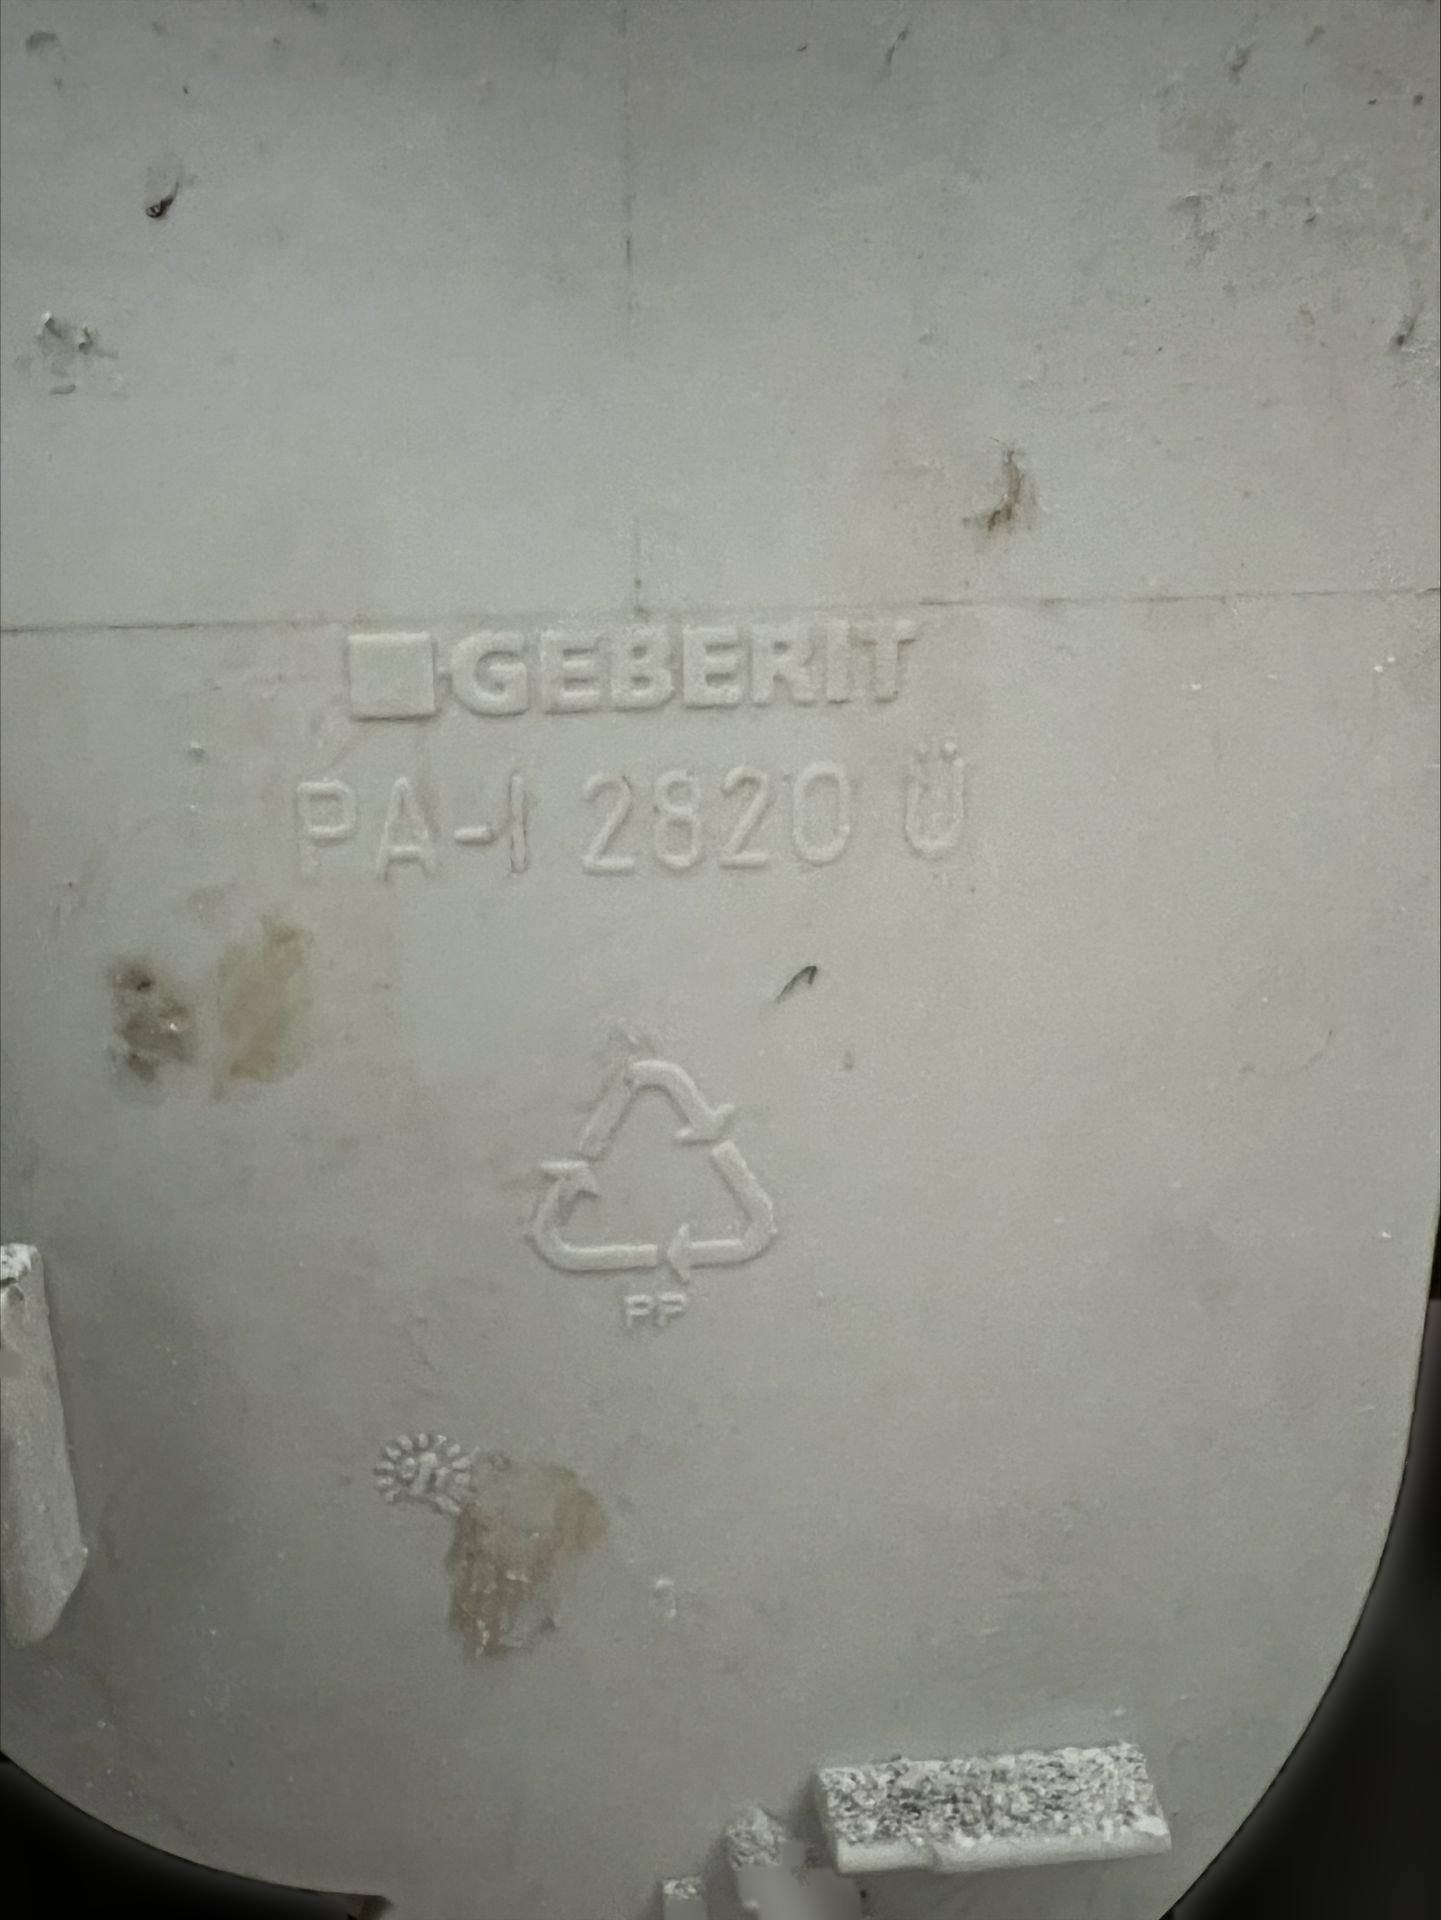 GEBERIT
PA-I 2820 Ü
PP